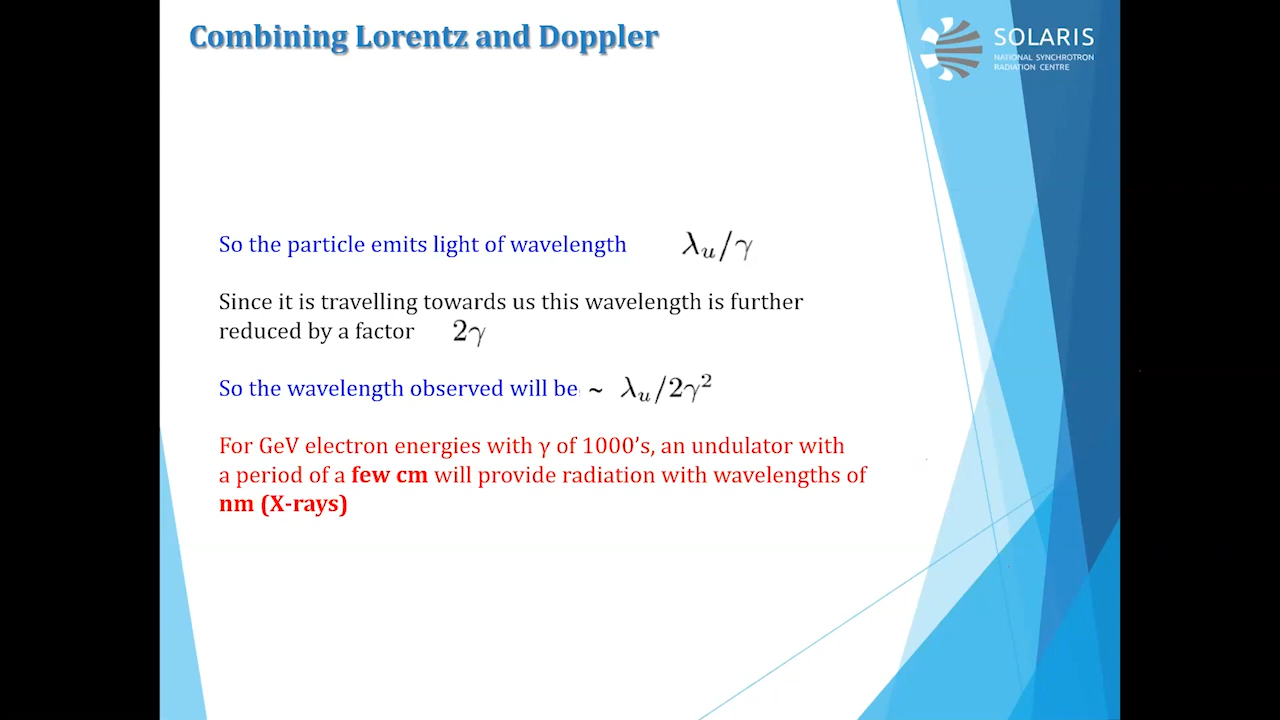 Combining Lorentz and Doppler
SOLARIS
NATIONAL SYNCHROTRON
RADIATION CENTRE
So the particle emits light of wavelength λᵤ/γ
Since it is travelling towards us this wavelength is further
reduced by a factor 2γ
So the wavelength observed will be ~ λᵤ/2γ²
For GeV electron energies with γ of 1000’s, an undulator with
a period of a few cm will provide radiation with wavelengths of
nm (X-rays)